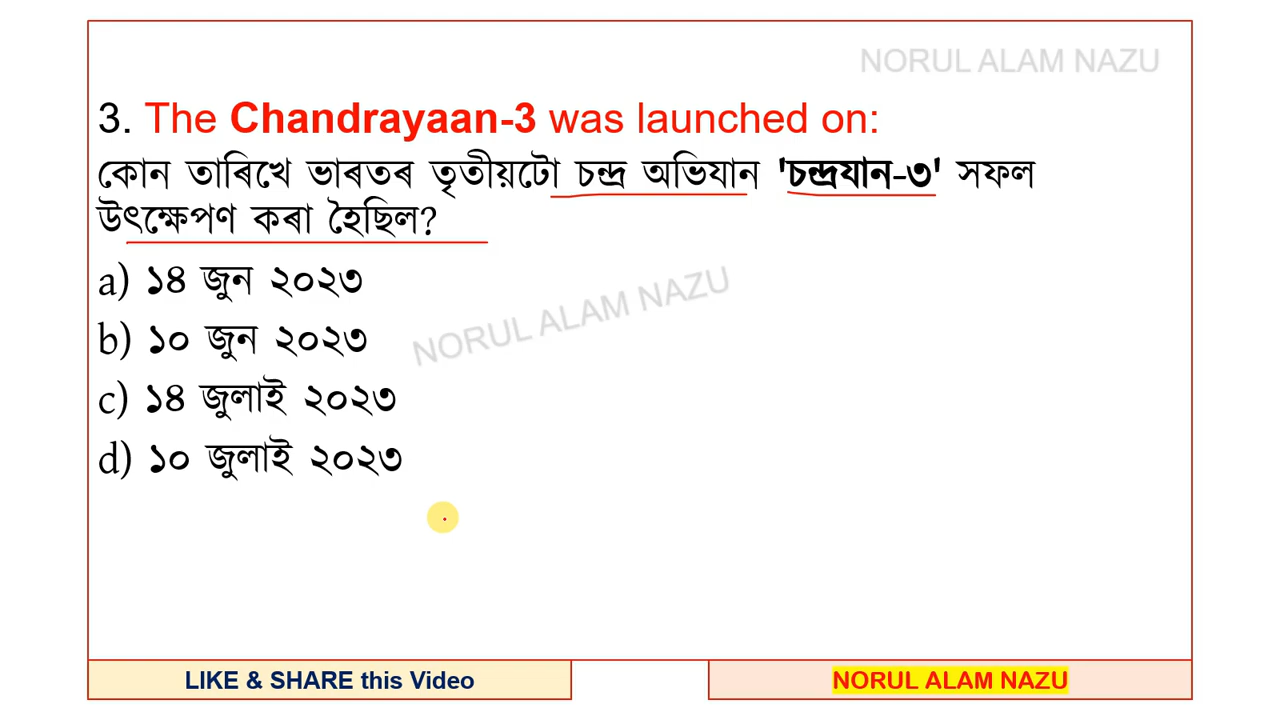 NORUL ALAM NAZU
3. The Chandrayaan-3 was launched on:
কোন তাৰিখে ভাৰতৰ তৃতীয়টো চন্দ্ৰ অভিযান 'চন্দ্ৰযান-৩' সফল
উৎক্ষেপণ কৰা হৈছিল?
a) ১৪ জুন ২০২৩
NORUL ALAM NAZU
b) ১০ জুন ২০২৩
c) ১৪ জুলাই ২০২৩
d) ১০ জুলাই ২০২৩
LIKE & SHARE this Video
NORUL ALAM NAZU